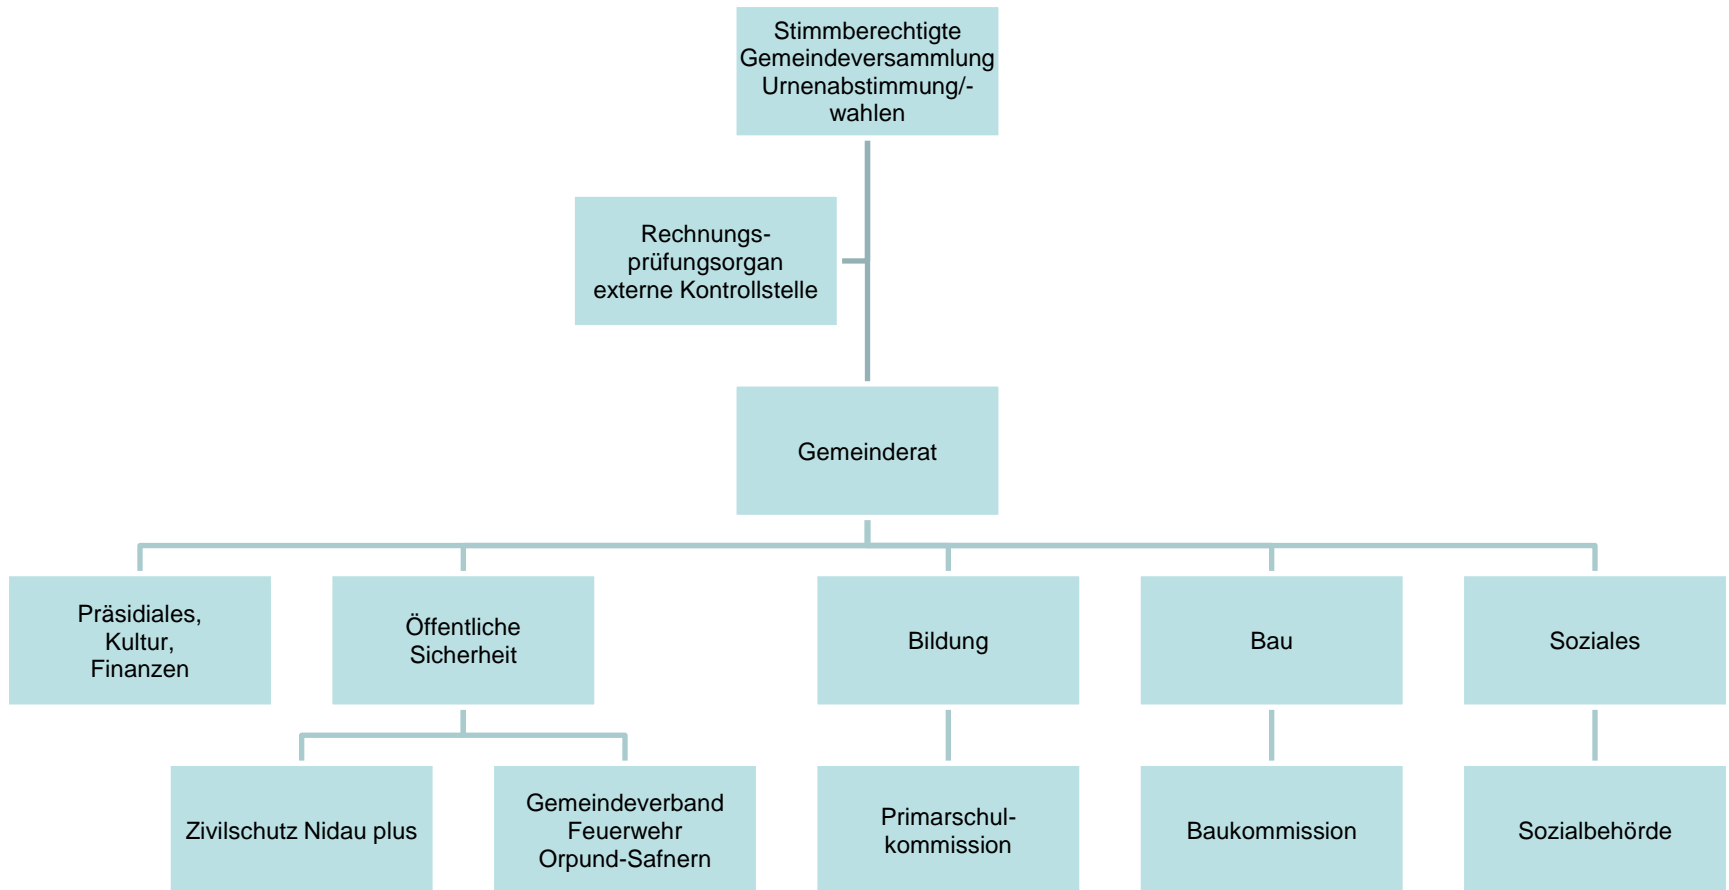 Stimmberechtigte
Gemeindeversammlung
Urnenabstimmung/-
wahlen
Rechnungs-
prüfungsorgan
externe Kontrollstelle
Gemeinderat
Präsidiales,
Kultur,
Finanzen
Öffentliche
Sicherheit
Bildung
Bau
Soziales
Zivilschutz Nidau plus
Gemeindeverband
Feuerwehr
Orpund-Safnern
Primarschul-
kommission
Baukommission
Sozialbehörde